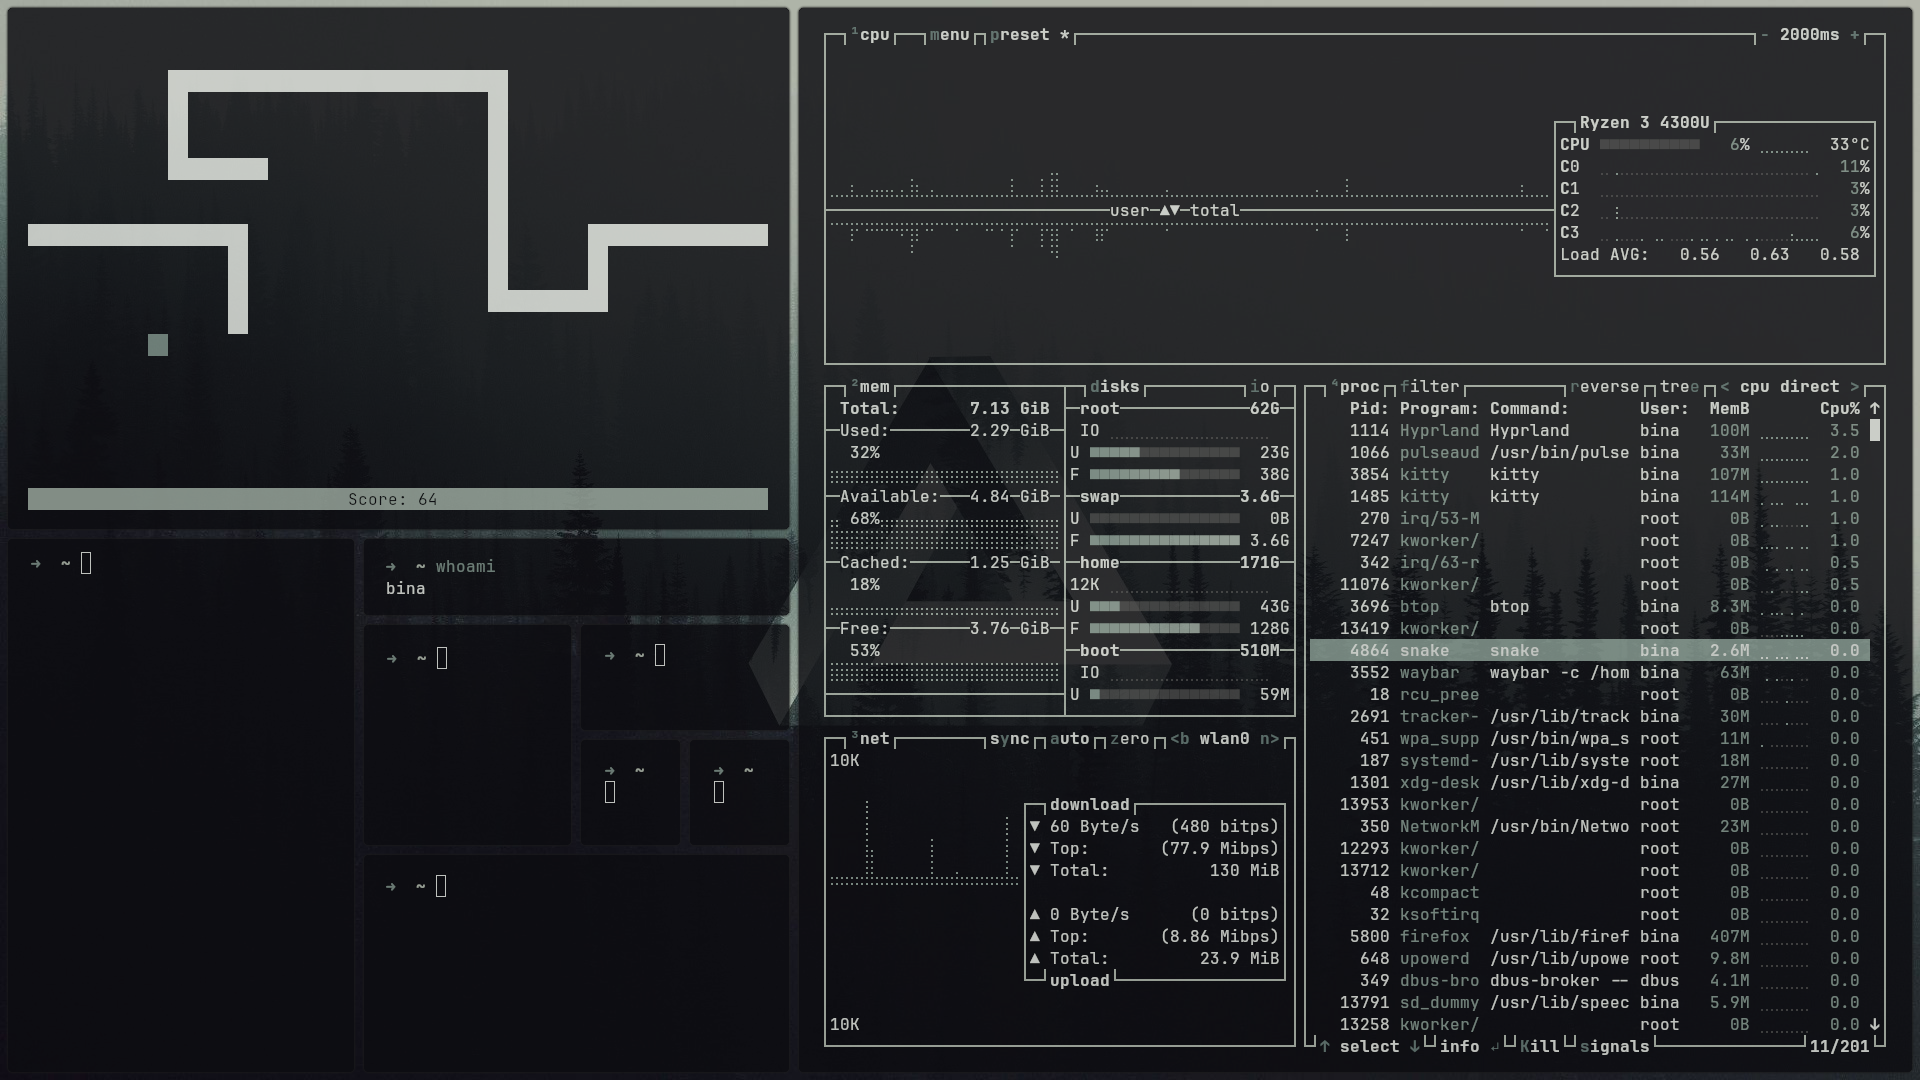 Score: 64
➜ ~
➜ ~ whoami
bina
➜ ~
➜ ~
➜ ~
➜ ~
➜ ~
¹cpu menu preset * - 2000ms +
Ryzen 3 4300U
CPU 6% 33°C
C0 11%
C1 3%
C2 3%
C3 6%
Load AVG: 0.56 0.63 0.58
user ▲▼ total
²mem
Total: 7.13 GiB
Used: 2.29 GiB
32%
Available: 4.84 GiB
68%
Cached: 1.25 GiB
18%
Free: 3.76 GiB
53%
disks io
root 62G
IO
U 23G
F 38G
swap 3.6G
U 0B
F 3.6G
home 171G
12K
U 43G
F 128G
boot 510M
IO
U 59M
³net sync auto zero <b wlan0 n>
10K
download
▼ 60 Byte/s (480 bitps)
▼ Top: (77.9 Mibps)
▼ Total: 130 MiB
▲ 0 Byte/s (0 bitps)
▲ Top: (8.86 Mibps)
▲ Total: 23.9 MiB
upload
10K
⁴proc filter reverse tree < cpu direct >
Pid: Program: Command: User: MemB Cpu% ↑
1114 Hyprland Hyprland bina 100M 3.5
1066 pulseaud /usr/bin/pulse bina 33M 2.0
3854 kitty kitty bina 107M 1.0
1485 kitty kitty bina 114M 1.0
270 irq/53-M root 0B 1.0
7247 kworker/ root 0B 1.0
342 irq/63-r root 0B 0.5
11076 kworker/ root 0B 0.5
3696 btop btop bina 8.3M 0.0
13419 kworker/ root 0B 0.0
4864 snake snake bina 2.6M 0.0
3552 waybar waybar -c /hom bina 63M 0.0
18 rcu_pree root 0B 0.0
2691 tracker- /usr/lib/track bina 30M 0.0
451 wpa_supp /usr/bin/wpa_s root 11M 0.0
187 systemd- /usr/lib/syste root 18M 0.0
1301 xdg-desk /usr/lib/xdg-d bina 27M 0.0
13953 kworker/ root 0B 0.0
350 NetworkM /usr/bin/Netwo root 23M 0.0
12293 kworker/ root 0B 0.0
13712 kworker/ root 0B 0.0
48 kcompact root 0B 0.0
32 ksoftirq root 0B 0.0
5800 firefox /usr/lib/firef bina 407M 0.0
648 upowerd /usr/lib/upowe root 9.8M 0.0
349 dbus-bro dbus-broker -- dbus 4.1M 0.0
13791 sd_dummy /usr/lib/speec bina 5.9M 0.0
13258 kworker/ root 0B 0.0 ↓
↑ select ↓ info ↵ Kill signals 11/201